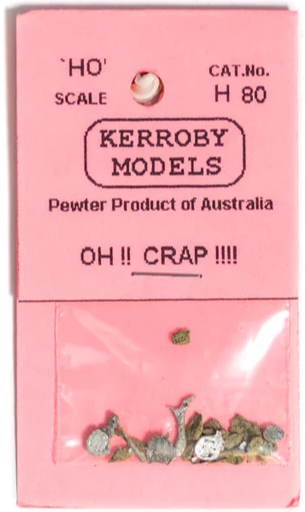 `HO'
SCALE
CAT.No.
H 80
KERROBY
MODELS
Pewter Product of Australia
OH !! CRAP !!!!